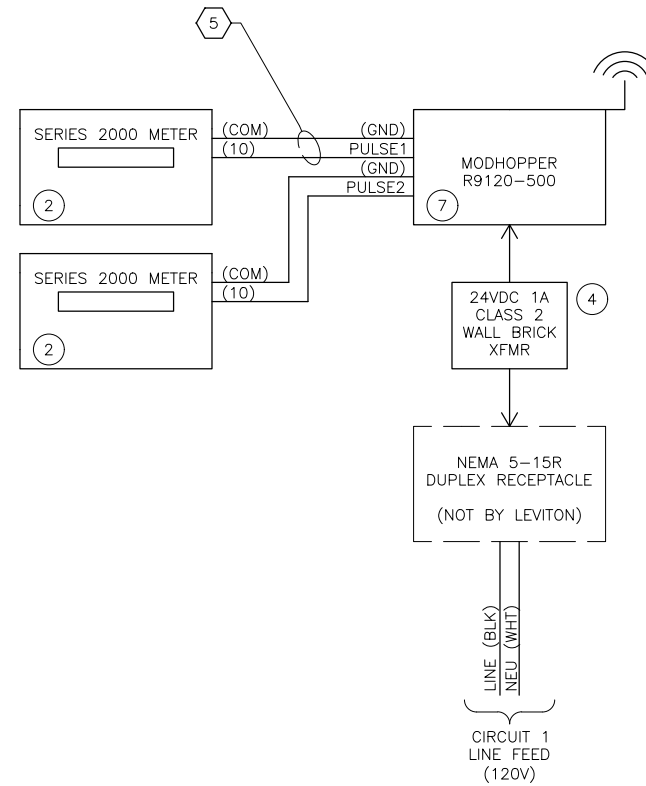 5
SERIES 2000 METER
2
(COM)
(10)
(GND)
PULSE1
(GND)
PULSE2
MODHOPPER
R9120-500
7
SERIES 2000 METER
2
(COM)
(10)
24VDC 1A
CLASS 2
WALL BRICK
XFMR
4
NEMA 5-15R
DUPLEX RECEPTACLE
(NOT BY LEVITON)
LINE (BLK)
NEU (WHT)
CIRCUIT 1
LINE FEED
(120V)